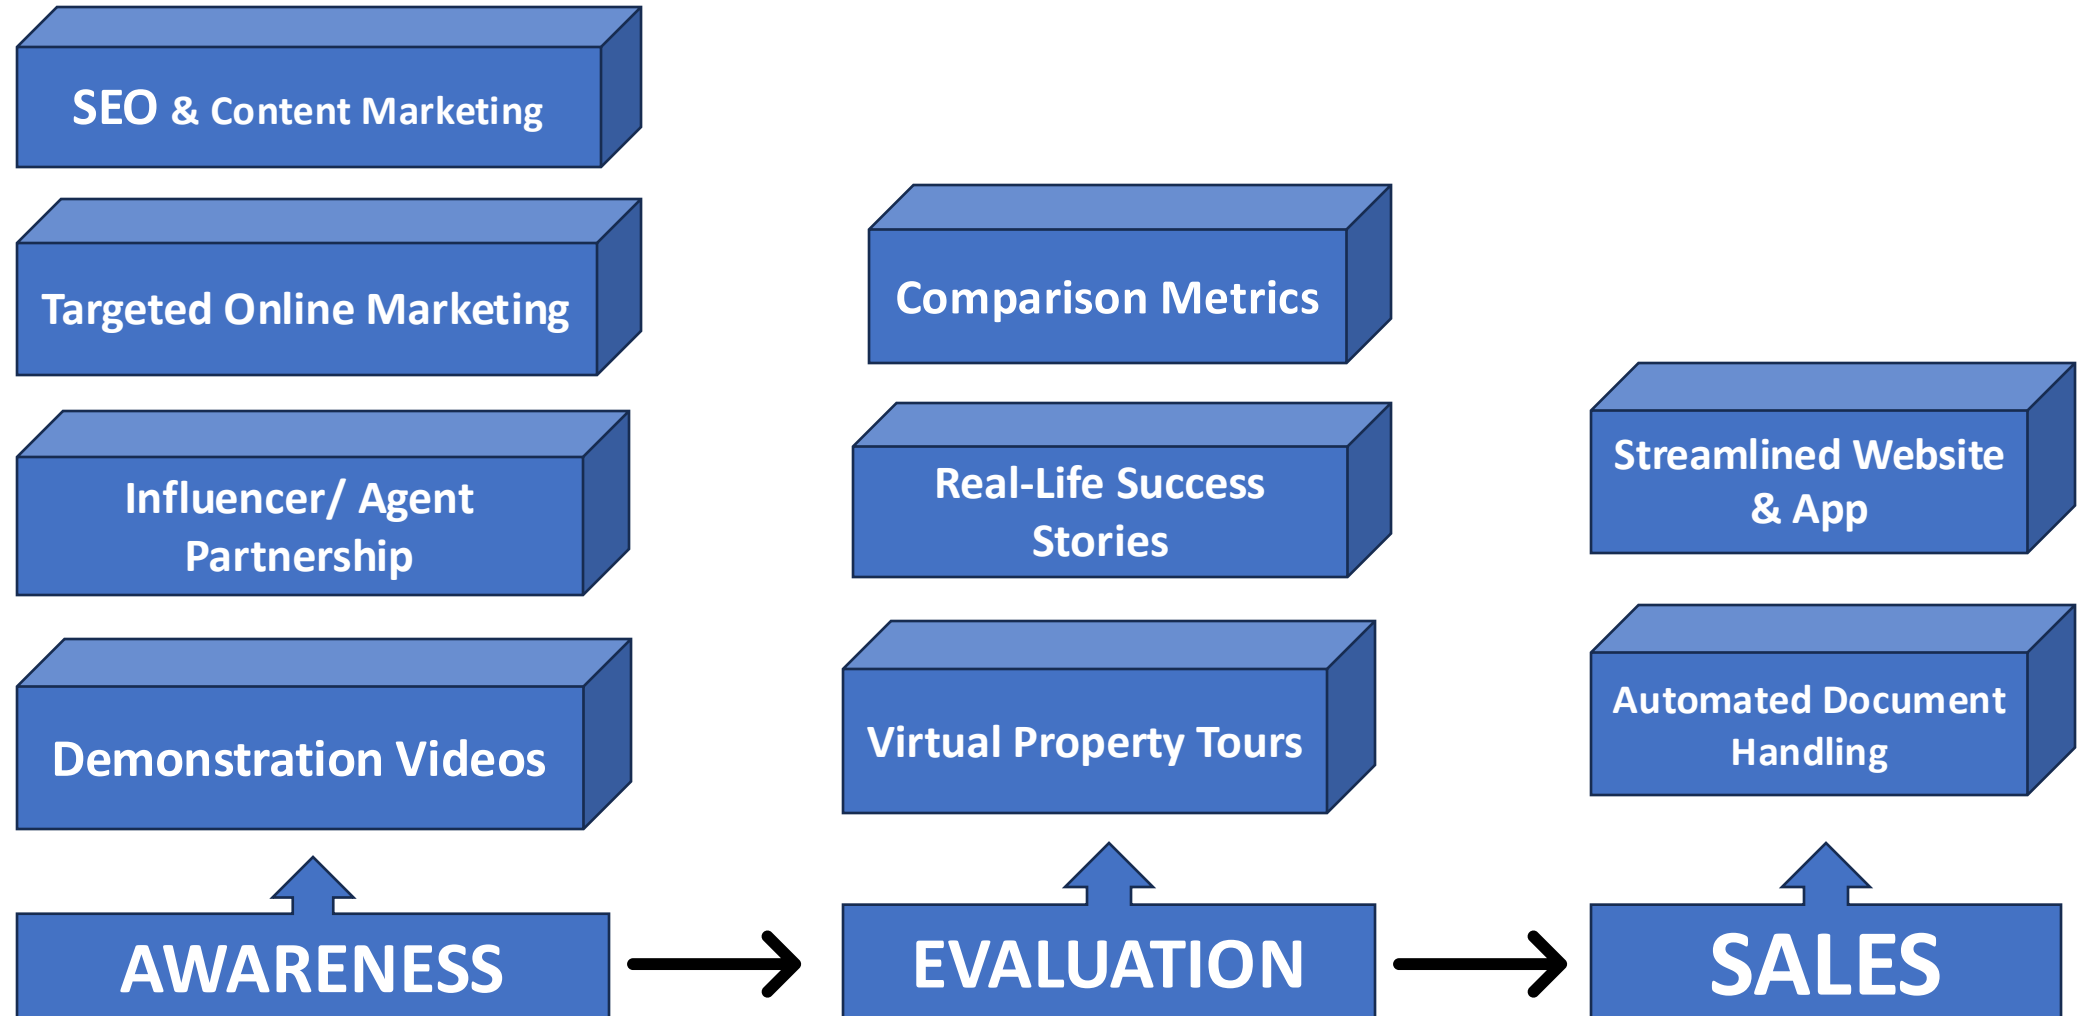 SEO & Content Marketing
Targeted Online Marketing
Influencer/ Agent
Partnership
Demonstration Videos
AWARENESS
Comparison Metrics
Real-Life Success
Stories
Virtual Property Tours
EVALUATION
Streamlined Website
& App
Automated Document
Handling
SALES